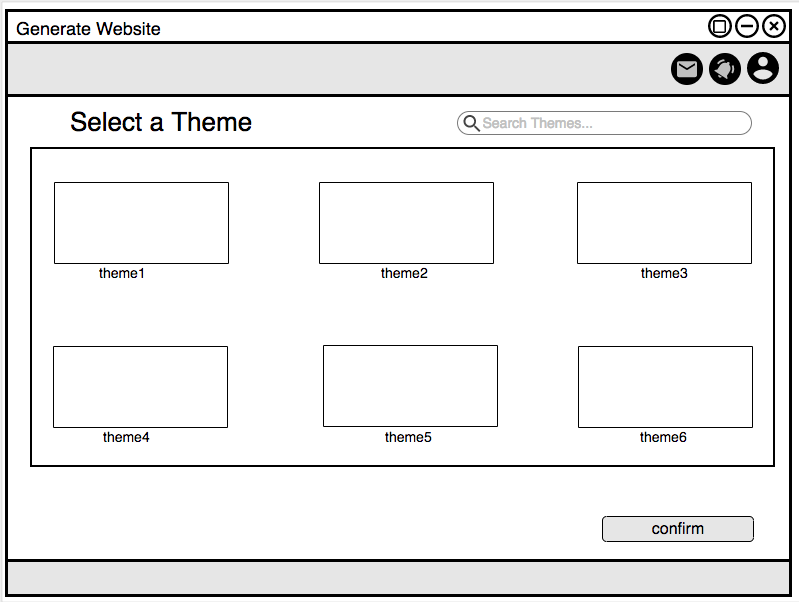 Generate Website
Select a Theme
Search Themes...
theme1
theme2
theme3
theme4
theme5
theme6
confirm